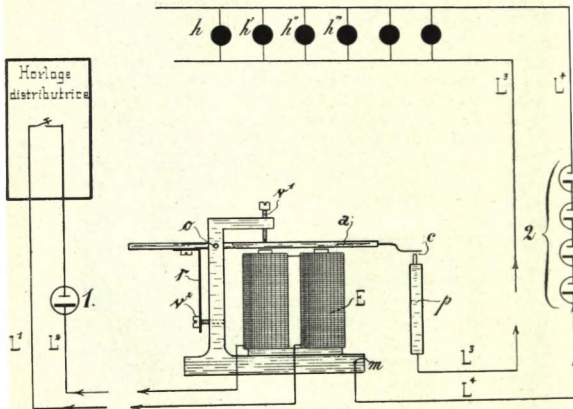 h h' h'' h'''
Horloge
distributrice
L³ L⁴
v¹
o a c
2
r
1.
E p
v²
L¹ L² m L³
L⁴